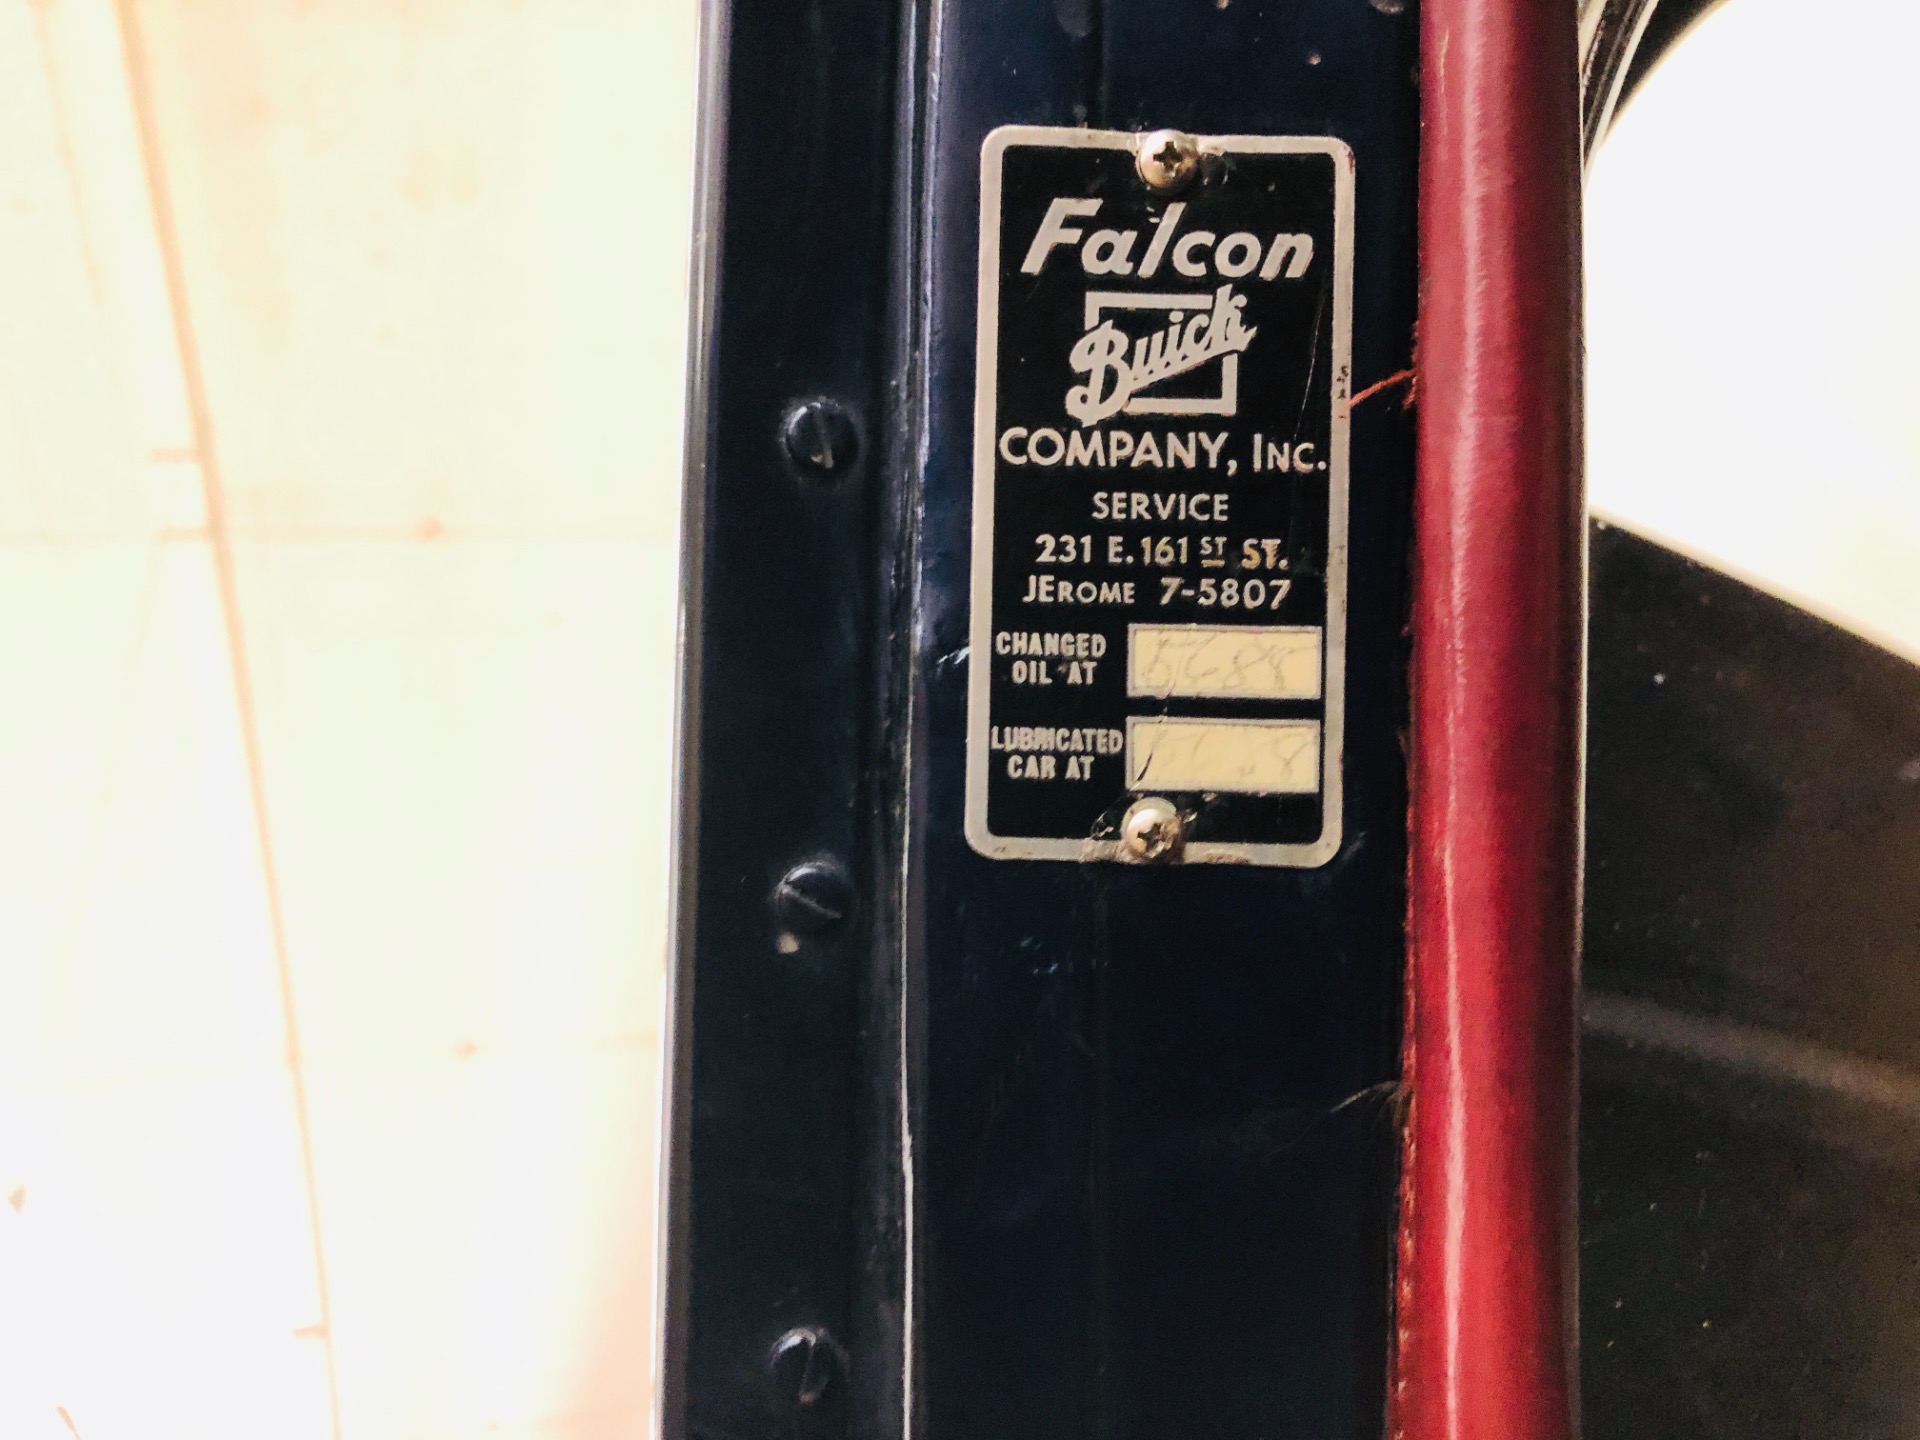 Falcon
Buick
COMPANY, INC.
SERVICE
231 E. 161 ST ST.
JEROME 7-5807
CHANGED
OIL AT
LUBRICATED
CAR AT